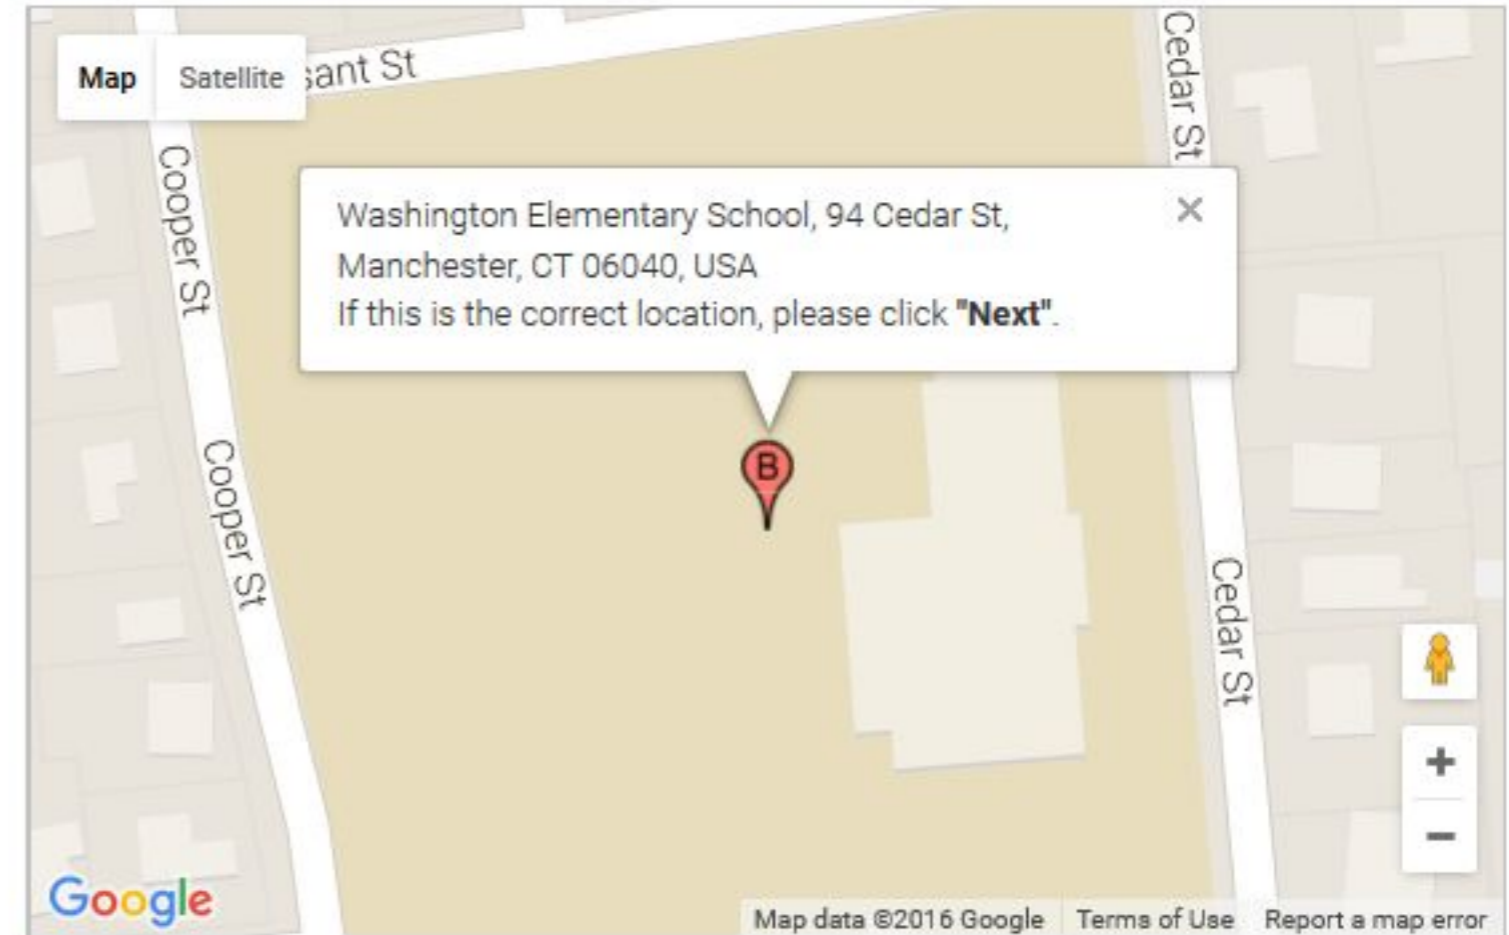 Map Satellite sant St
Cedar St
Cooper St
Washington Elementary School, 94 Cedar St,
Manchester, CT 06040, USA
If this is the correct location, please click "Next".
Cooper St
B
Cedar St
Google
Map data ©2016 Google Terms of Use Report a map error